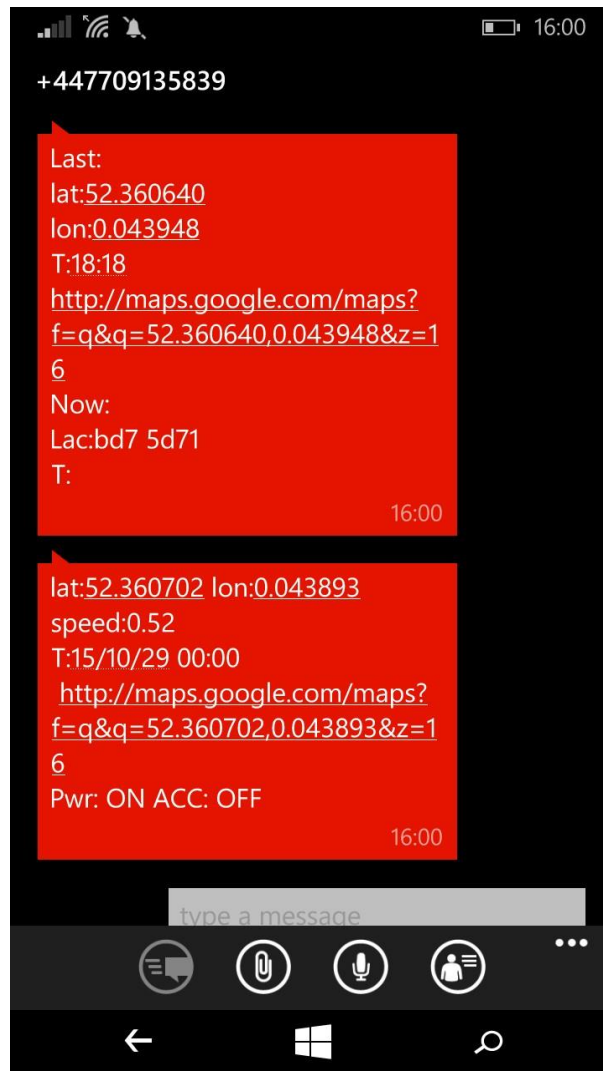 16:00
+447709135839
Last:
lat:52.360640
lon:0.043948
T:18:18
http://maps.google.com/maps?
f=q&q=52.360640,0.043948&z=1
6
Now:
Lac:bd7 5d71
T:
16:00
lat:52.360702 lon:0.043893
speed:0.52
T:15/10/29 00:00
http://maps.google.com/maps?
f=q&q=52.360702,0.043893&z=1
6
Pwr: ON ACC: OFF
16:00
type a message